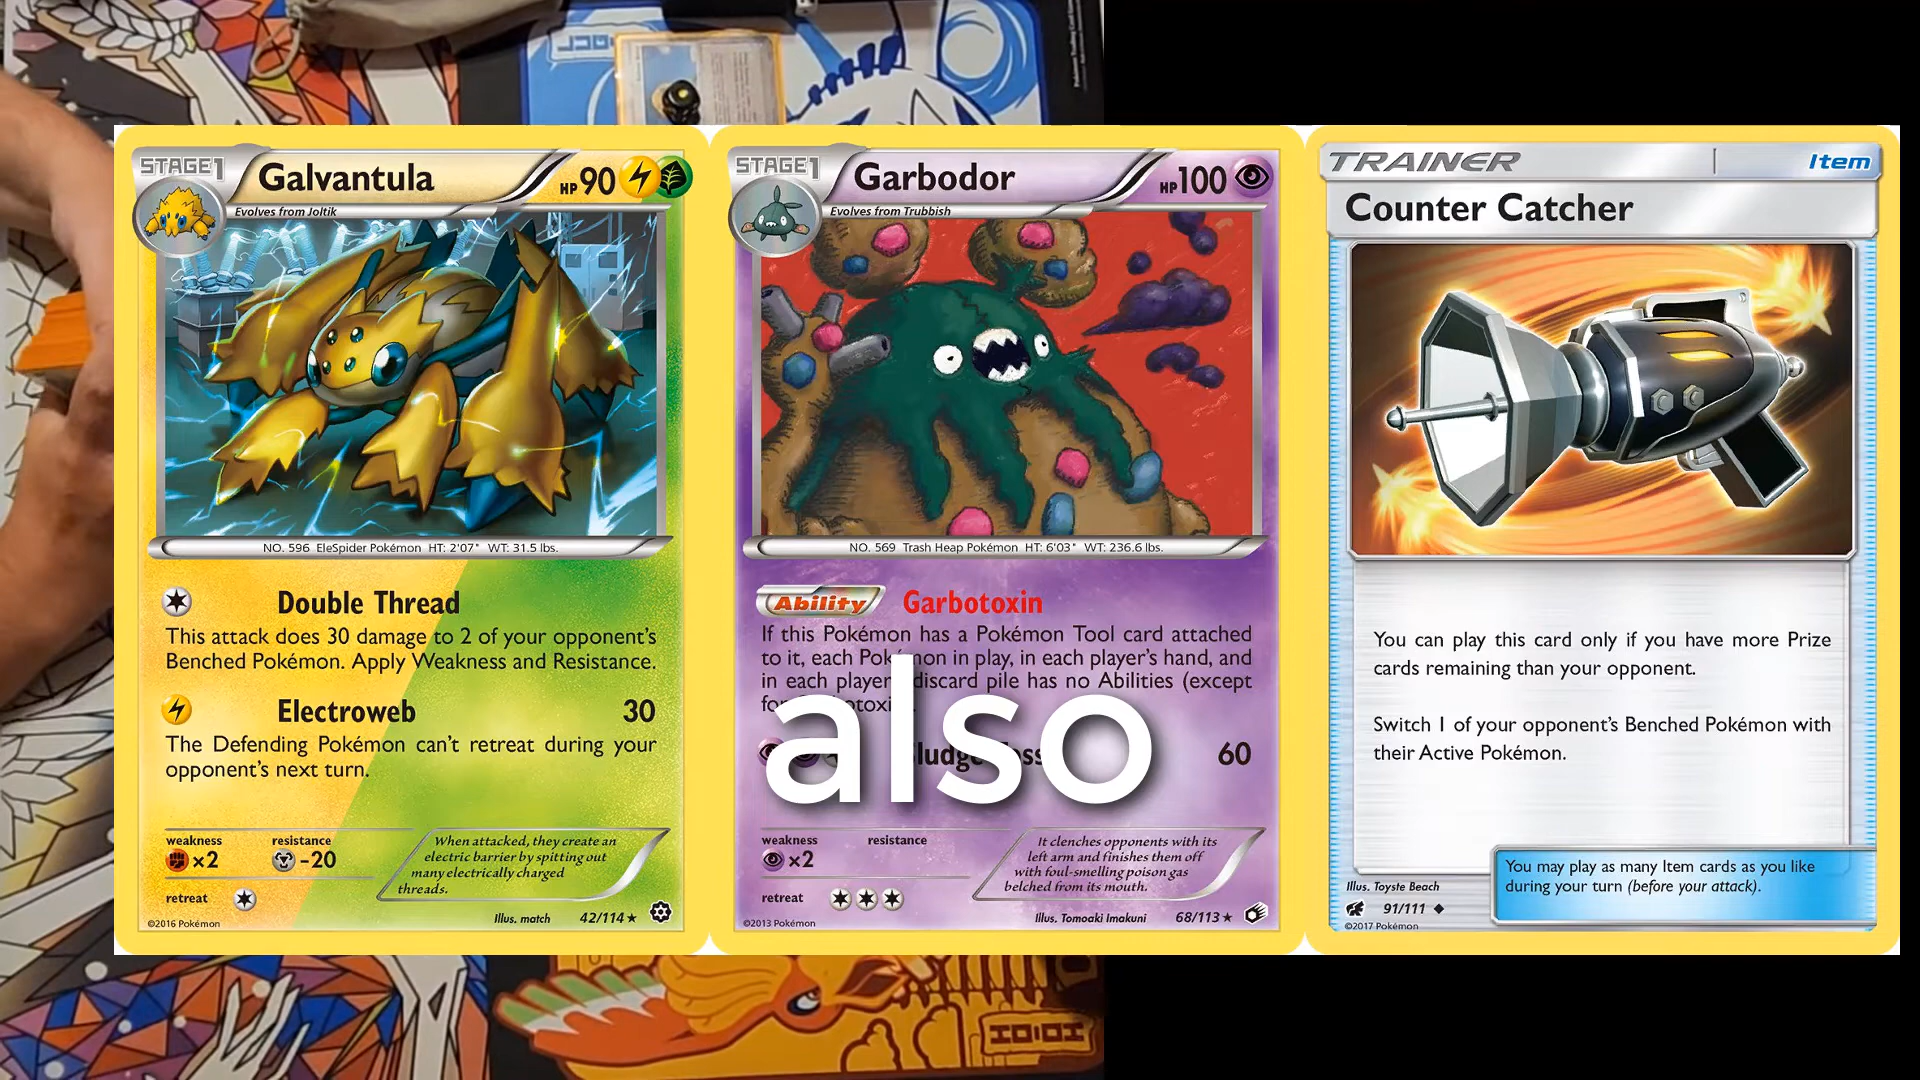 STAGE1
Galvantula
HP90
Evolves from Joltik
NO. 596 EleSpider Pokémon HT: 2'07" WT: 31.5 lbs.
Double Thread
This attack does 30 damage to 2 of your opponent's
Benched Pokémon. Apply Weakness and Resistance.
Electroweb 30
The Defending Pokémon can't retreat during your
opponent's next turn.
weakness
×2
resistance
-20
retreat
When attacked, they create an
electric barrier by spitting out
many electrically charged
threads.
Illus. match 42/114
©2016 Pokémon
STAGE1
Garbodor
HP100
Evolves from Trubbish
NO. 569 Trash Heap Pokémon HT: 6'03" WT: 236.6 lbs.
Ability Garbotoxin
If this Pokémon has a Pokémon Tool card attached
to it, each Pokémon in play, in each player's hand, and
in each player discard pile has no Abilities (except
also
60
weakness
×2
resistance
retreat
It clenches opponents with its
left arm and finishes them off
with foul-smelling poison gas
belched from its mouth.
Illus. Tomoaki Imakuni 68/113
©2013 Pokémon
TRAINER
Item
Counter Catcher
You can play this card only if you have more Prize
cards remaining than your opponent.
Switch 1 of your opponent's Benched Pokémon with
their Active Pokémon.
You may play as many Item cards as you like
during your turn (before your attack).
Illus. Toyste Beach
91/111
©2017 Pokémon